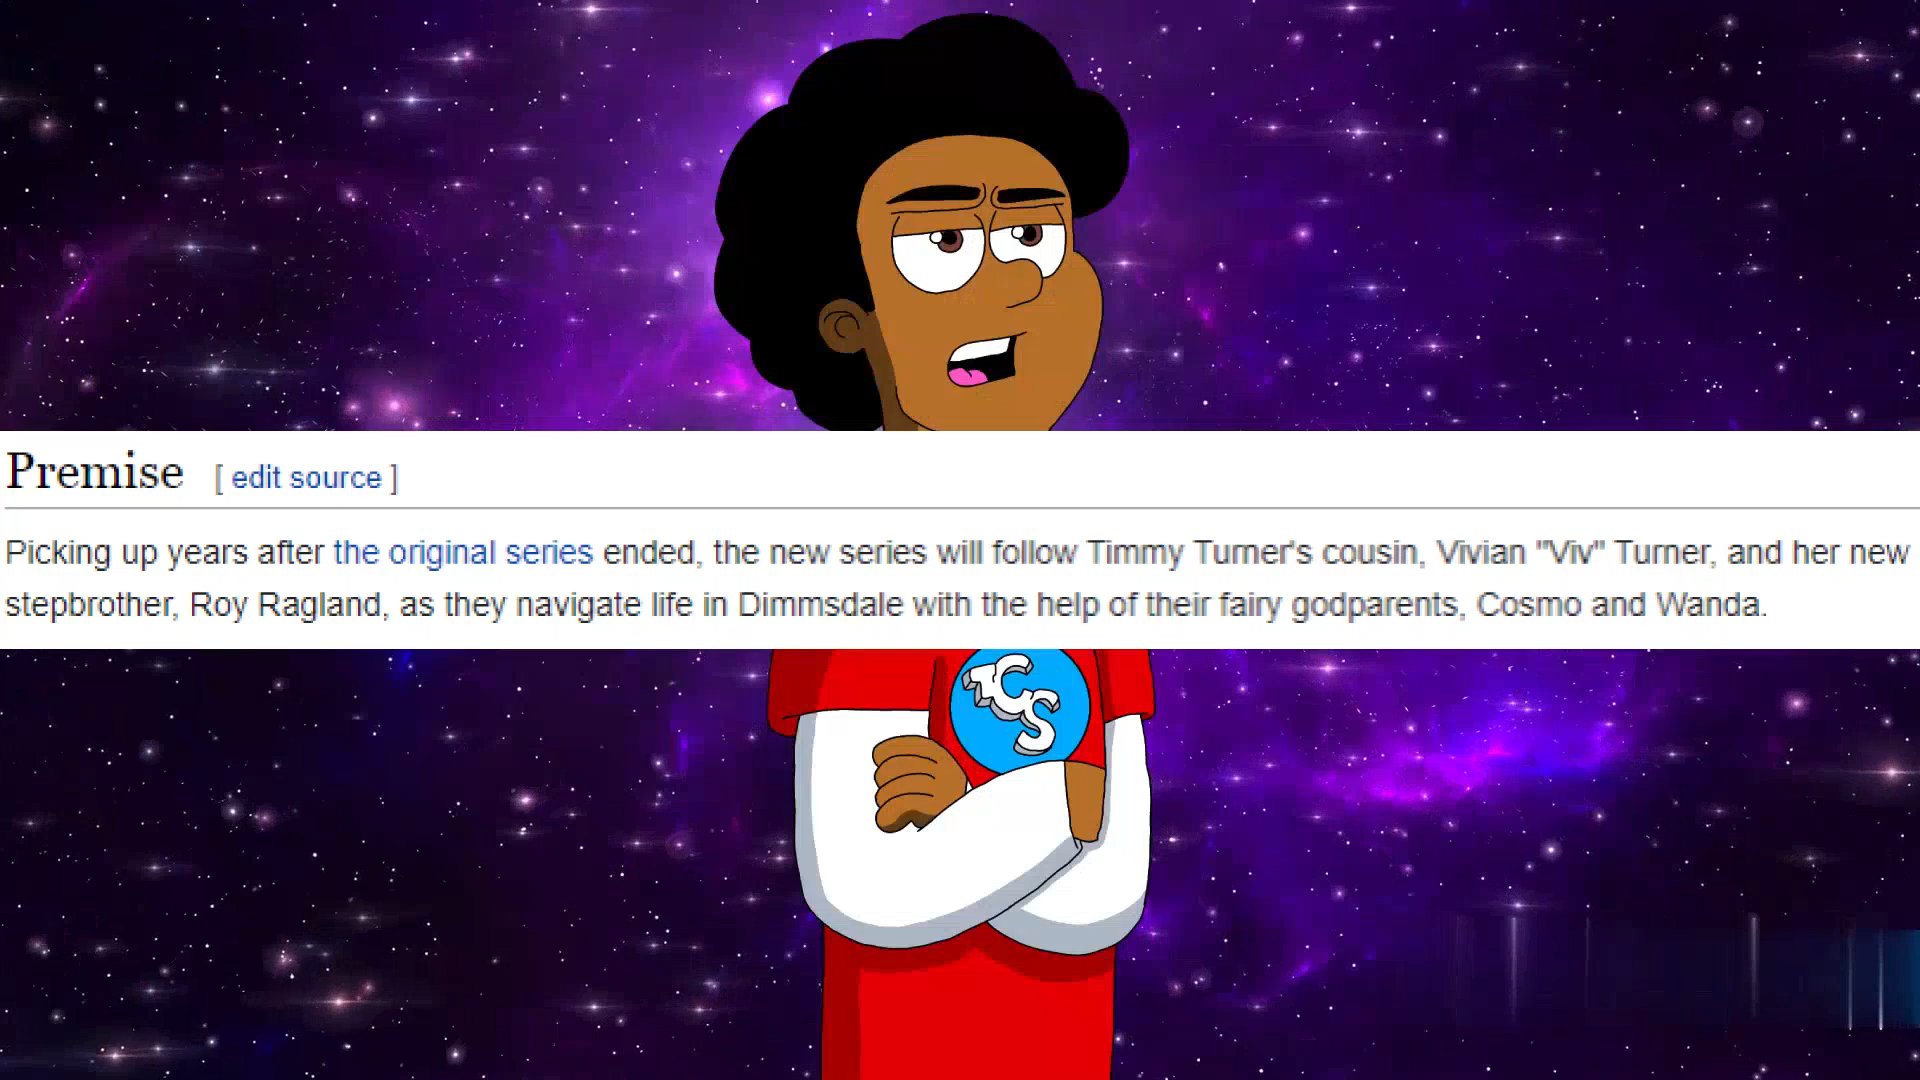 Premise [ edit source ]
Picking up years after the original series ended, the new series will follow Timmy Turner's cousin, Vivian "Viv" Turner, and her new
stepbrother, Roy Ragland, as they navigate life in Dimmsdale with the help of their fairy godparents, Cosmo and Wanda.
TCS